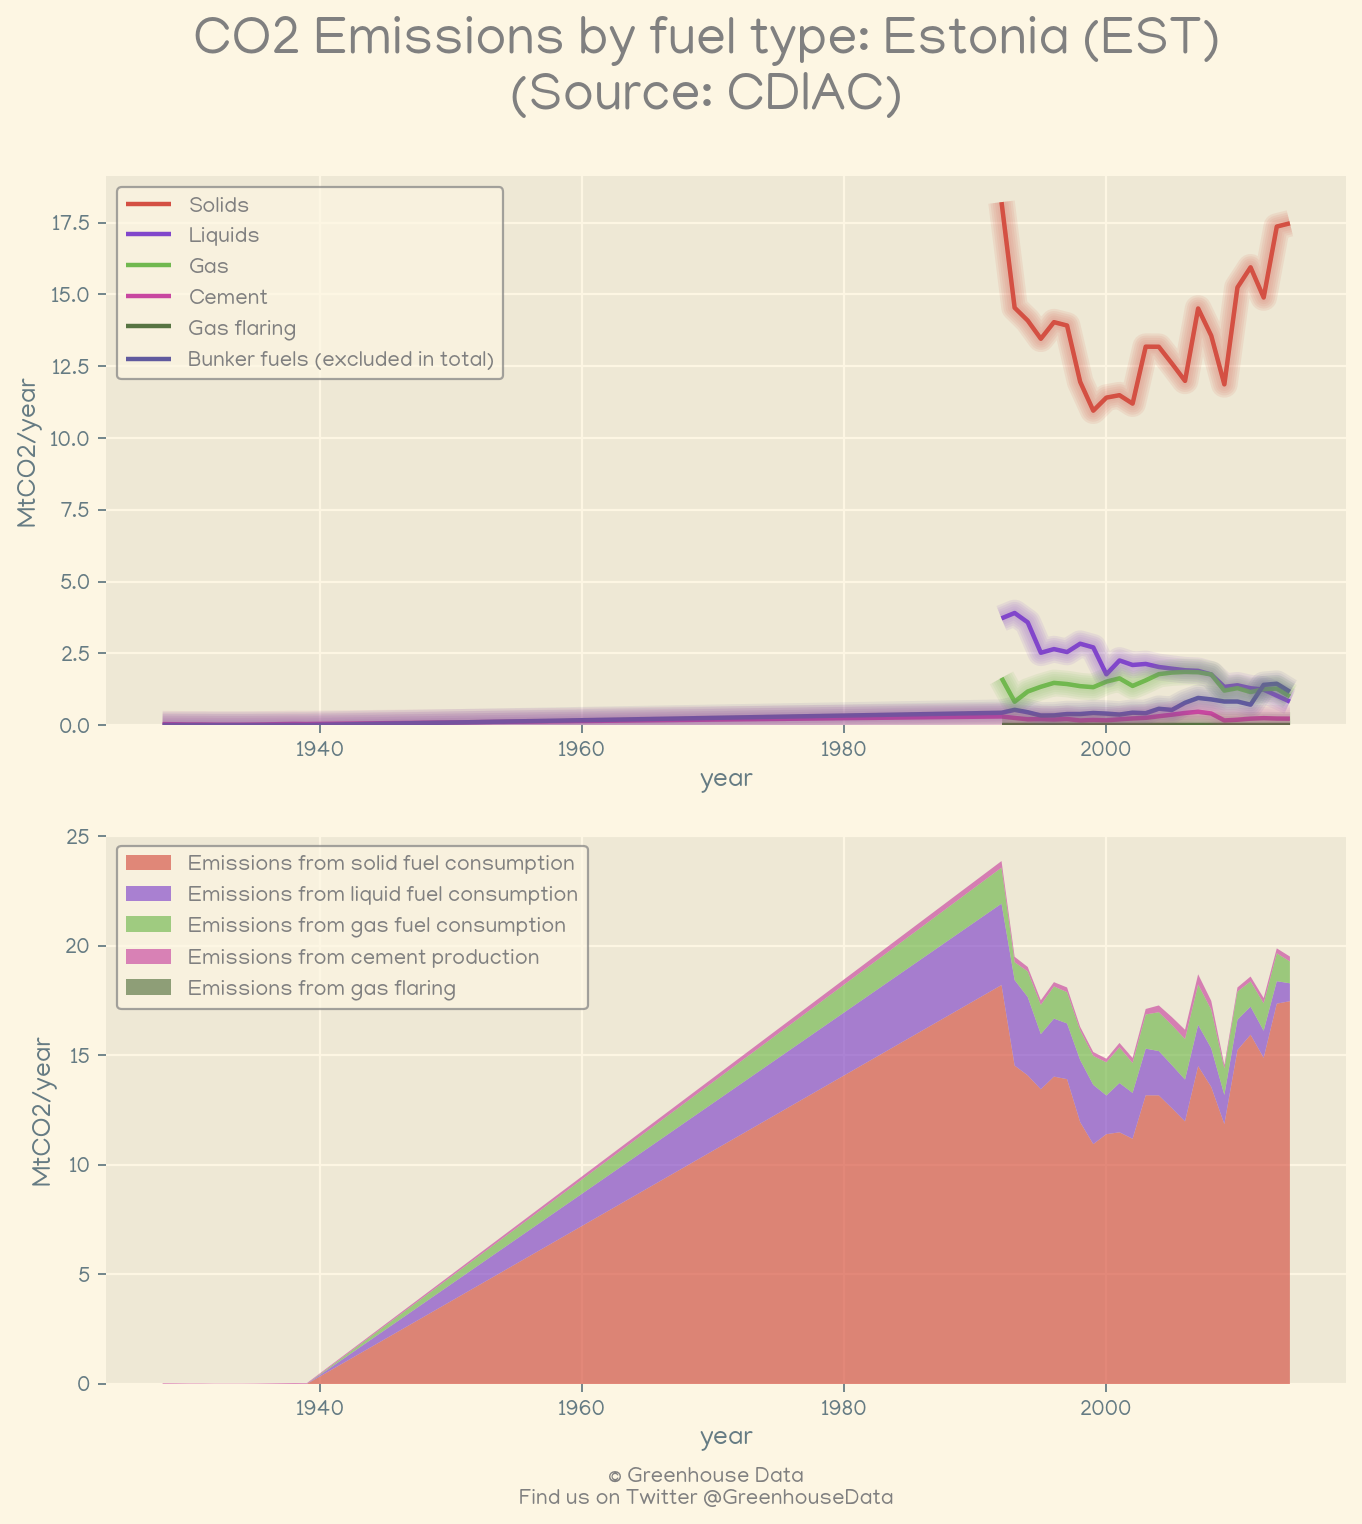 CO2 Emissions by fuel type: Estonia (EST)
(Source: CDIAC)
Solids
Liquids
Gas
Cement
Gas flaring
Bunker fuels (excluded in total)
17.5
15.0
12.5
10.0
7.5
5.0
2.5
0.0
MtCO2/year
1940
1960
1980
2000
year
25
20
15
10
5
0
MtCO2/year
Emissions from solid fuel consumption
Emissions from liquid fuel consumption
Emissions from gas fuel consumption
Emissions from cement production
Emissions from gas flaring
1940
1960
1980
2000
year
© Greenhouse Data
Find us on Twitter @GreenhouseData